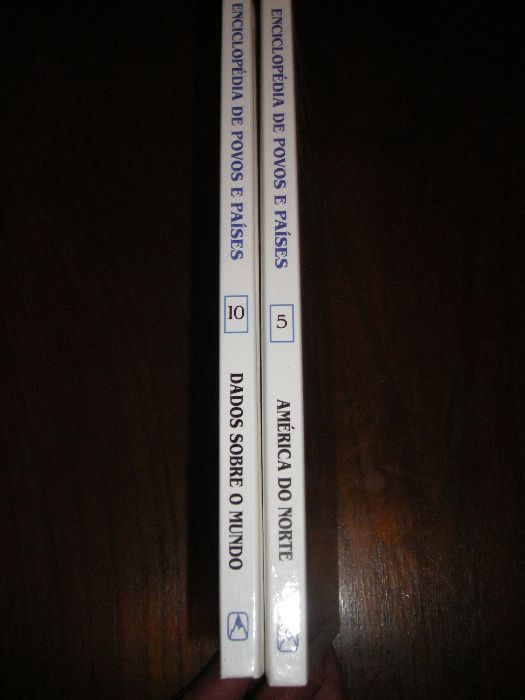 ENCICLOPÉDIA DE POVOS E PAÍSES
10
DADOS SOBRE O MUNDO
ENCICLOPÉDIA DE POVOS E PAÍSES
5
AMÉRICA DO NORTE